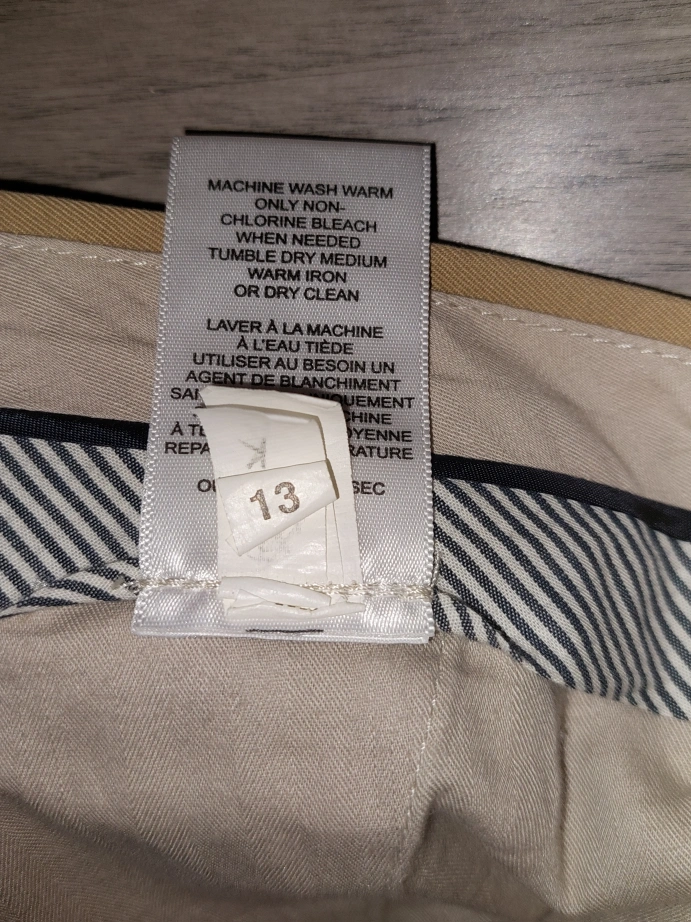 MACHINE WASH WARM
ONLY NON-
CHLORINE BLEACH
WHEN NEEDED
TUMBLE DRY MEDIUM
WARM IRON
OR DRY CLEAN
LAVER À LA MACHINE
À L'EAU TIÈDE
UTILISER AU BESOIN UN
AGENT DE BLANCHIMENT
À
13
SEC